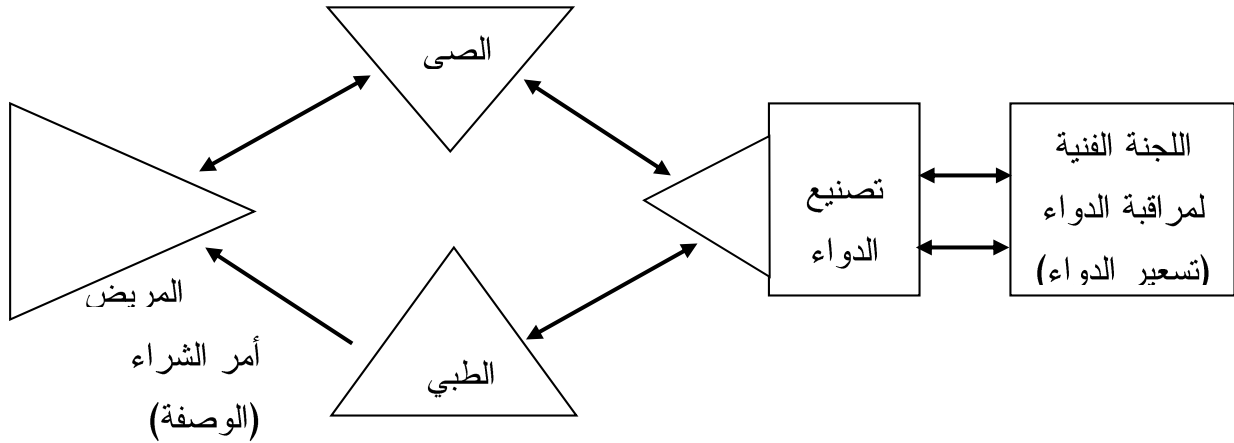 الصى
اللجنة الفنية
لمراقبة الدواء
(تسعير الدواء)
تصنيع
الدواء
المريض
أمر الشراء
(الوصفة)
الطبي